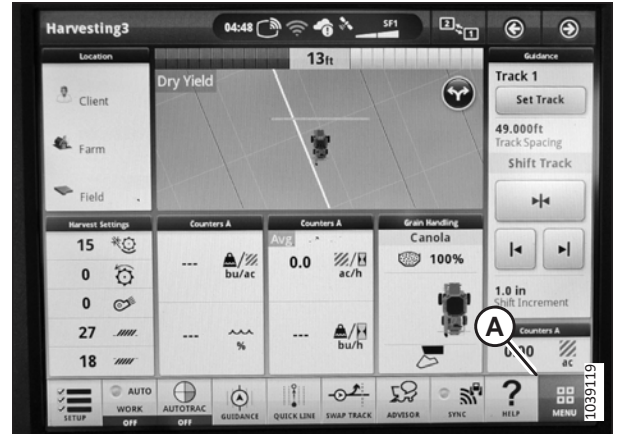 Harvesting3
04:48
SF1
2
1
Location
Client
Farm
Field
13ft
Dry Yield
Guidance
Track 1
Set Track
49.000ft
Track Spacing
Shift Track
1.0 in
Shift Increment
Harvest Settings
15
0
0
27
18
Counters A
---
bu/ac
---
%
Counters A
Avg
0.0
ac/h
---
bu/h
Grain Handling
Canola
100%
A
Counters A
0.00
ac
SETUP
AUTO
WORK
OFF
AUTOTRAC
OFF
GUIDANCE
QUICK LINE
SWAP TRACK
ADVISOR
SYNC
?
HELP
MENU
1039119